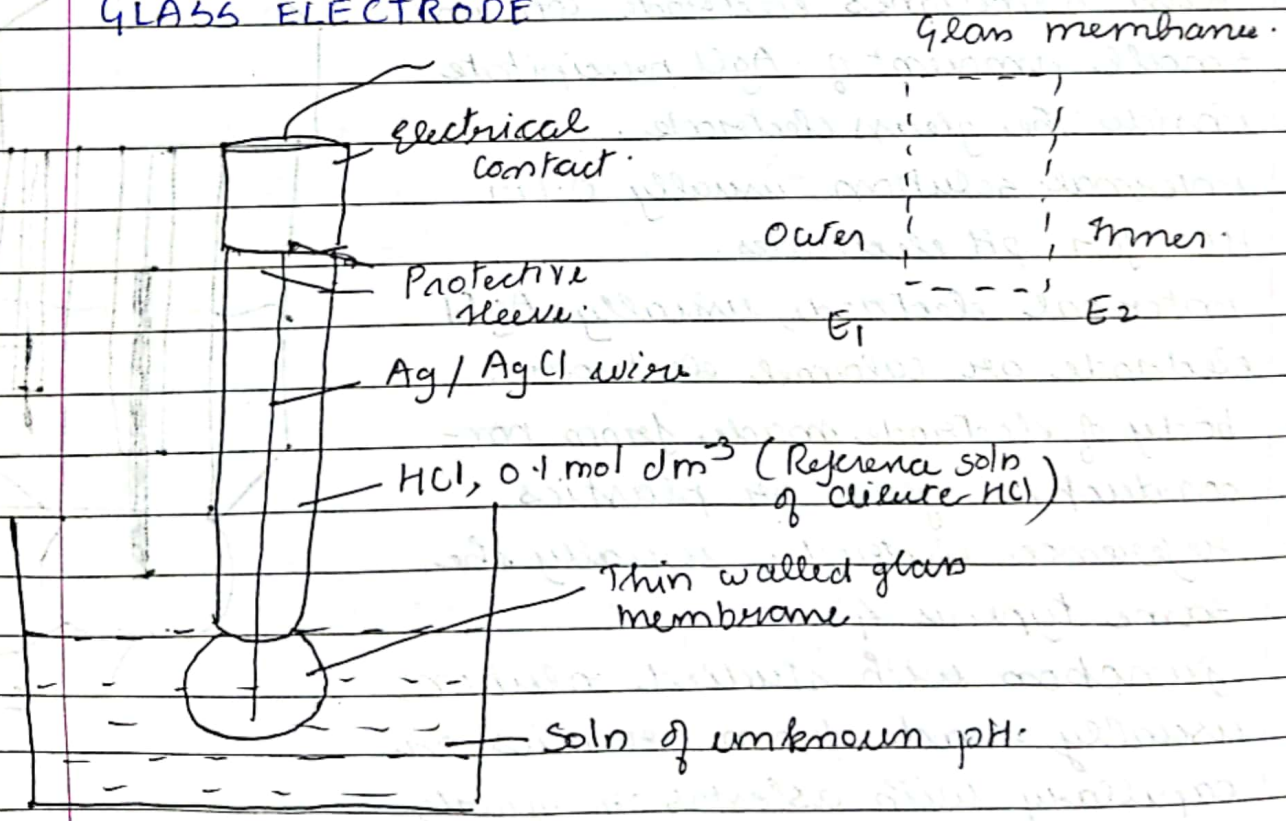 GLASS ELECTRODE
Glass membrane.
Electrical
contact.
Outer
Inner.
Protective
sleeve.
E1
E2
Ag/AgCl wire
HCl, 0.1 mol dm-3 (Reference soln
of dilute HCl)
Thin walled glass
membrane
Soln of unknown pH.